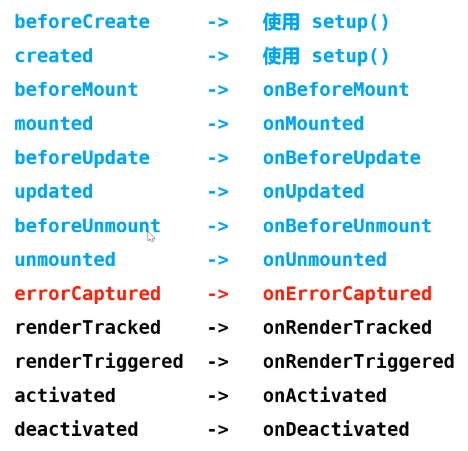 beforeCreate -> 使用 setup()
created -> 使用 setup()
beforeMount -> onBeforeMount
mounted -> onMounted
beforeUpdate -> onBeforeUpdate
updated -> onUpdated
beforeUnmount -> onBeforeUnmount
unmounted -> onUnmounted
errorCaptured -> onErrorCaptured
renderTracked -> onRenderTracked
renderTriggered -> onRenderTriggered
activated -> onActivated
deactivated -> onDeactivated